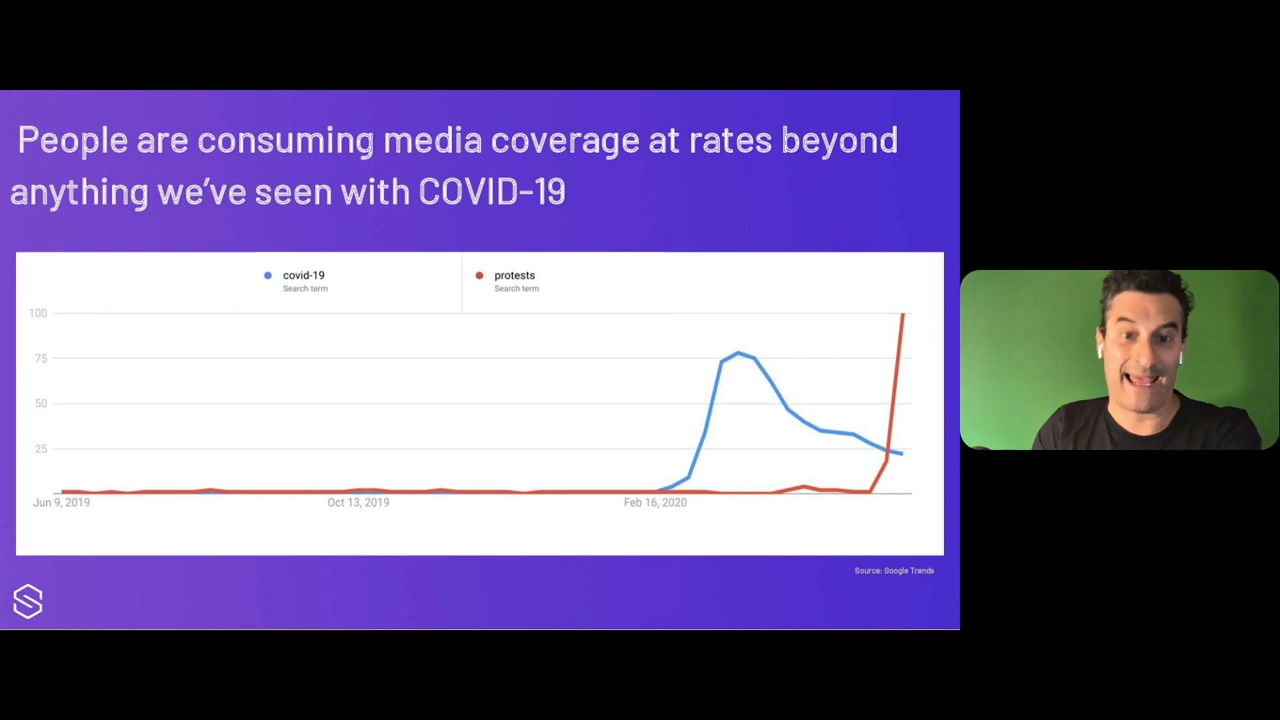 People are consuming media coverage at rates beyond
anything we've seen with COVID-19
covid-19
Search term
protests
Search term
100
75
50
25
Jun 9, 2019
Oct 13, 2019
Feb 16, 2020
Source: Google Trends